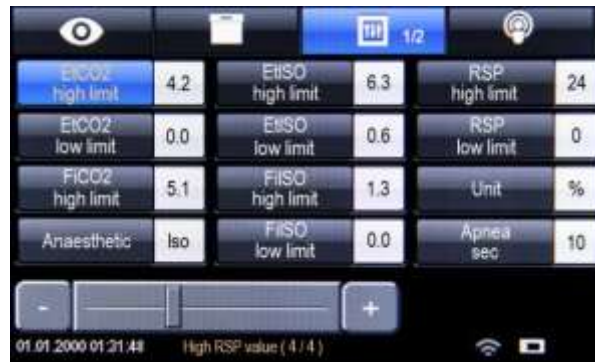 1/2
EtCO2
high limit
4.2
EtISO
high limit
6.3
RSP
high limit
24
EtCO2
low limit
0.0
EtISO
low limit
0.6
RSP
low limit
0
FiCO2
high limit
5.1
FiISO
high limit
1.3
Unit
%
Anaesthetic
Iso
FiISO
low limit
0.0
Apnea
sec
10
-
+
01.01.2000 01:31:48
High RSP value ( 4 / 4 )